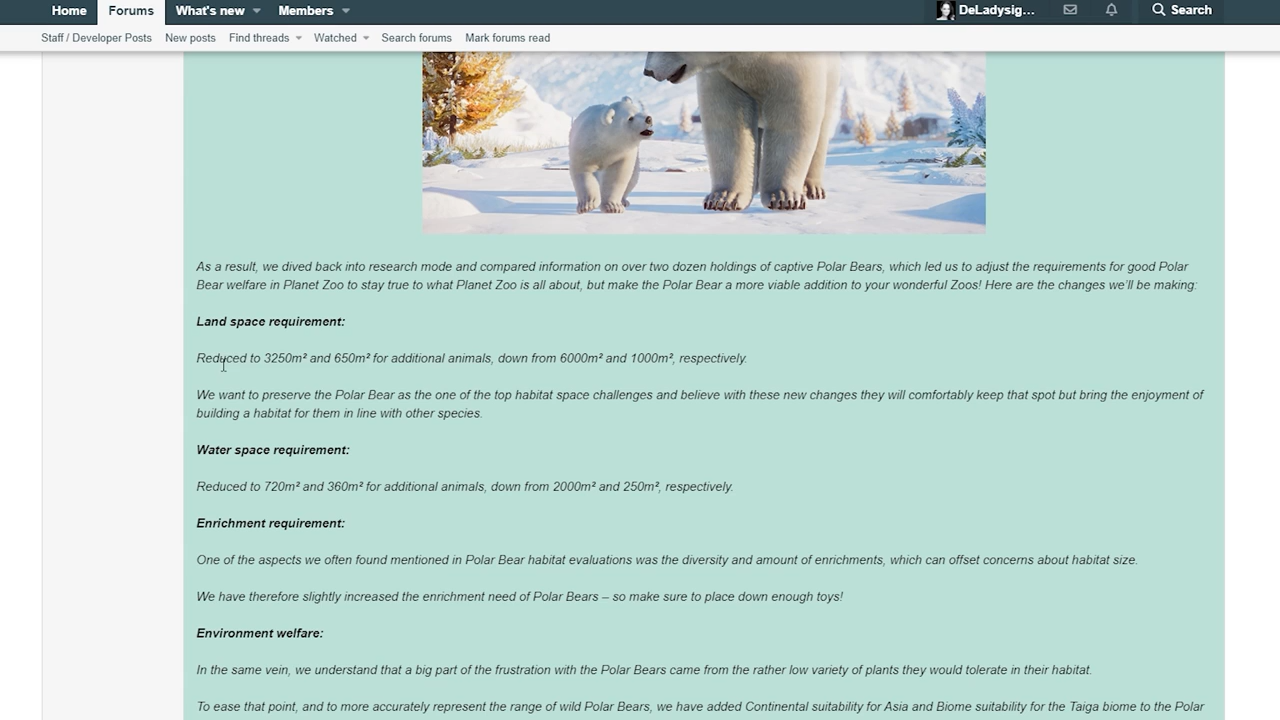 Home Forums What's new Members DeLadysig... Search
Staff / Developer Posts New posts Find threads Watched Search forums Mark forums read
As a result, we dived back into research mode and compared information on over two dozen holdings of captive Polar Bears, which led us to adjust the requirements for good Polar
Bear welfare in Planet Zoo to stay true to what Planet Zoo is all about, but make the Polar Bear a more viable addition to your wonderful Zoos! Here are the changes we'll be making:
Land space requirement:
Reduced to 3250m² and 650m² for additional animals, down from 6000m² and 1000m², respectively.
We want to preserve the Polar Bear as the one of the top habitat space challenges and believe with these new changes they will comfortably keep that spot but bring the enjoyment of
building a habitat for them in line with other species.
Water space requirement:
Reduced to 720m² and 360m² for additional animals, down from 2000m² and 250m², respectively.
Enrichment requirement:
One of the aspects we often found mentioned in Polar Bear habitat evaluations was the diversity and amount of enrichments, which can offset concerns about habitat size.
We have therefore slightly increased the enrichment need of Polar Bears – so make sure to place down enough toys!
Environment welfare:
In the same vein, we understand that a big part of the frustration with the Polar Bears came from the rather low variety of plants they would tolerate in their habitat.
To ease that point, and to more accurately represent the range of wild Polar Bears, we have added Continental suitability for Asia and Biome suitability for the Taiga biome to the Polar